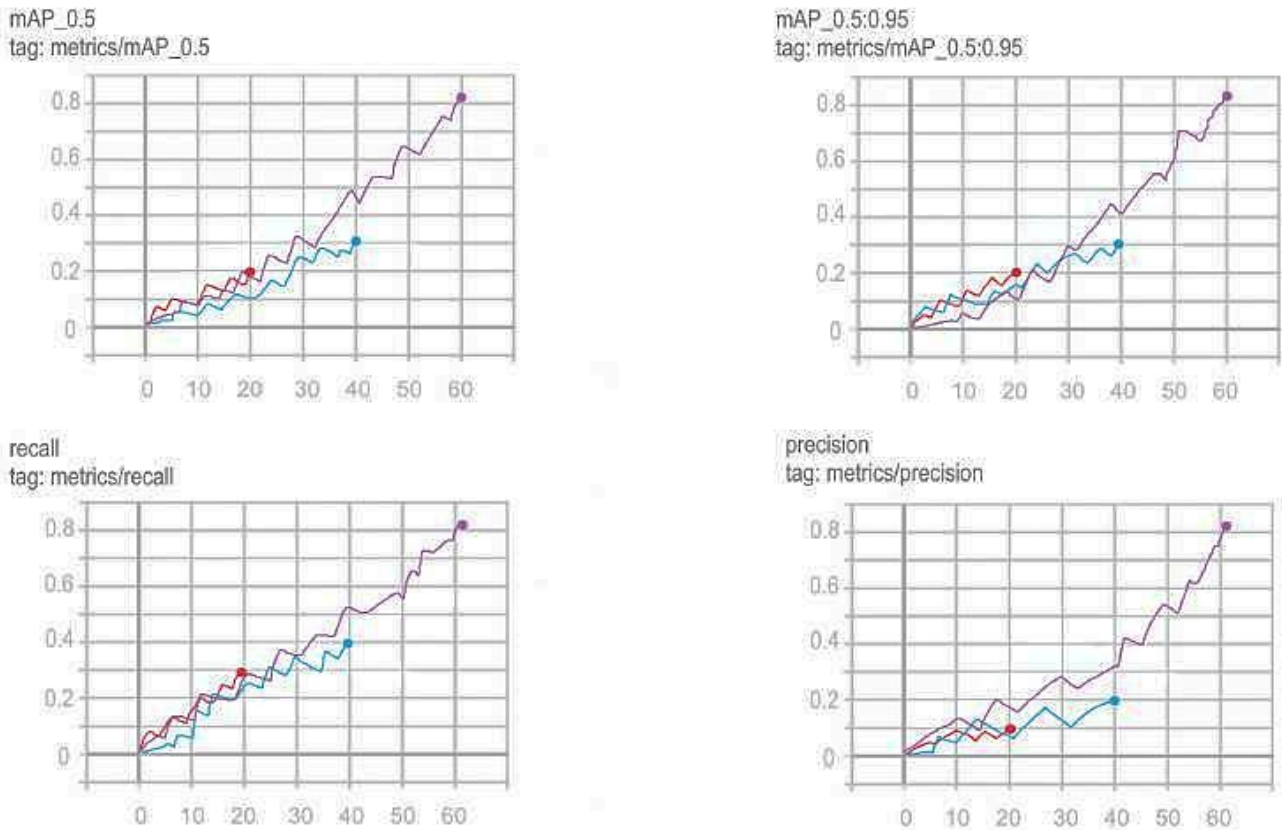 mAP_0.5
tag: metrics/mAP_0.5
0.8
0.6
0.4
0.2
0
0 10 20 30 40 50 60
mAP_0.5:0.95
tag: metrics/mAP_0.5:0.95
0.8
0.6
0.4
0.2
0
0 10 20 30 40 50 60
recall
tag: metrics/recall
0.8
0.6
0.4
0.2
0
0 10 20 30 40 50 60
precision
tag: metrics/precision
0.8
0.6
0.4
0.2
0
0 10 20 30 40 50 60